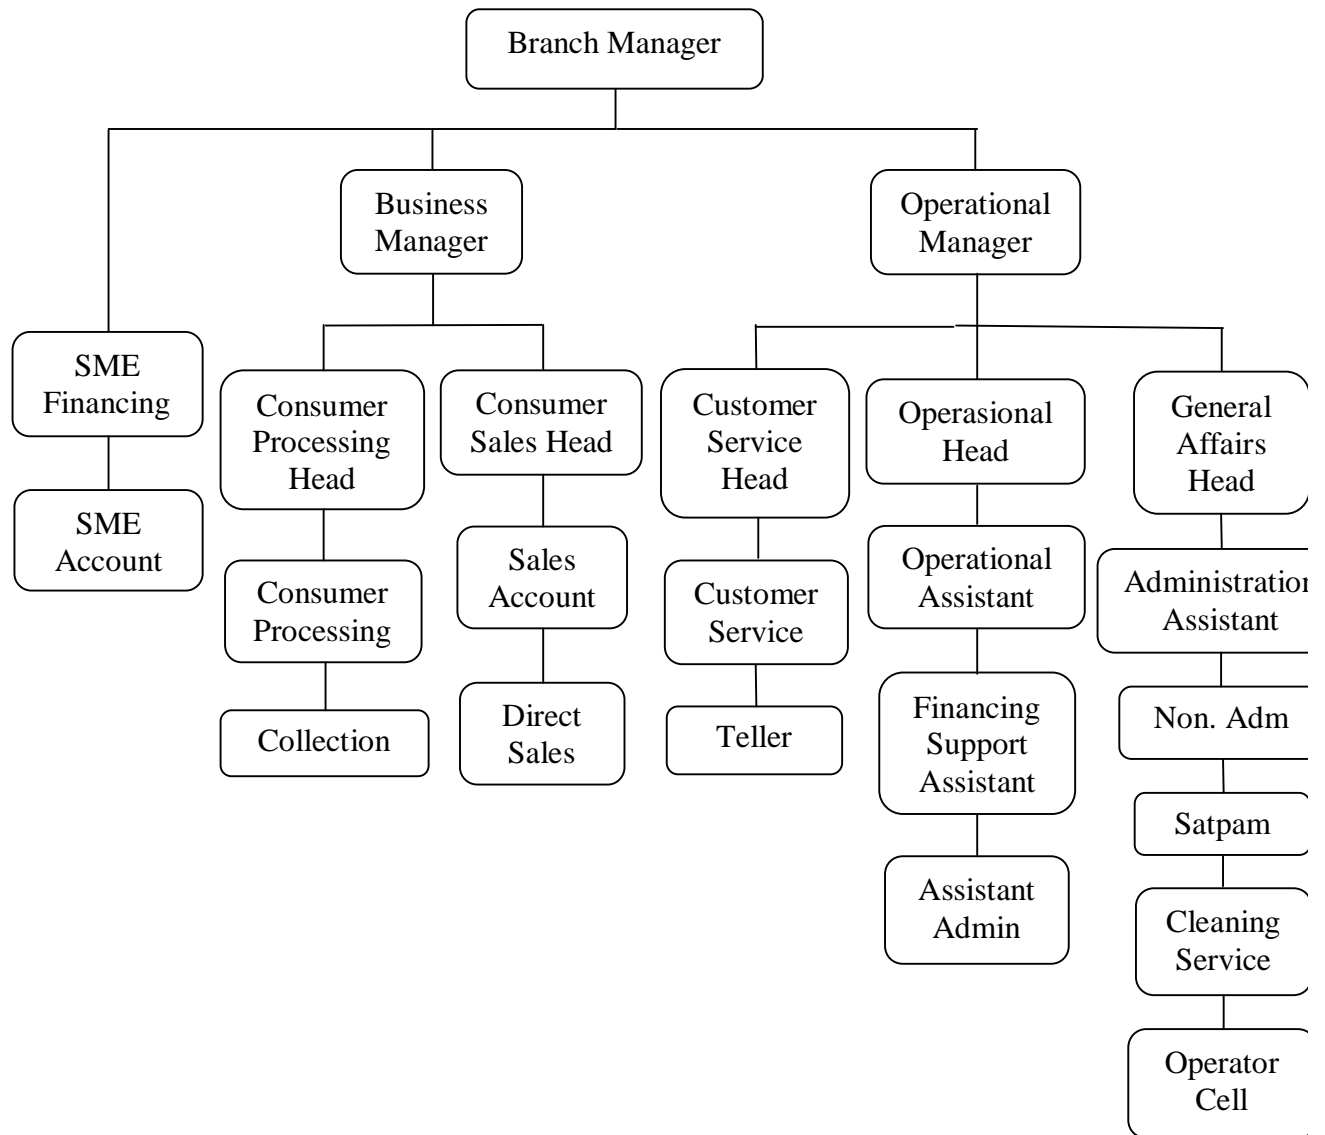 Branch Manager
Business
Manager
Operational
Manager
SME
Financing
SME
Account
Consumer
Processing
Head
Consumer
Processing
Collection
Consumer
Sales Head
Sales
Account
Direct
Sales
Customer
Service
Head
Customer
Service
Teller
Operasional
Head
Operational
Assistant
Financing
Support
Assistant
Assistant
Admin
General
Affairs
Head
Administration
Assistant
Non. Adm
Satpam
Cleaning
Service
Operator
Cell